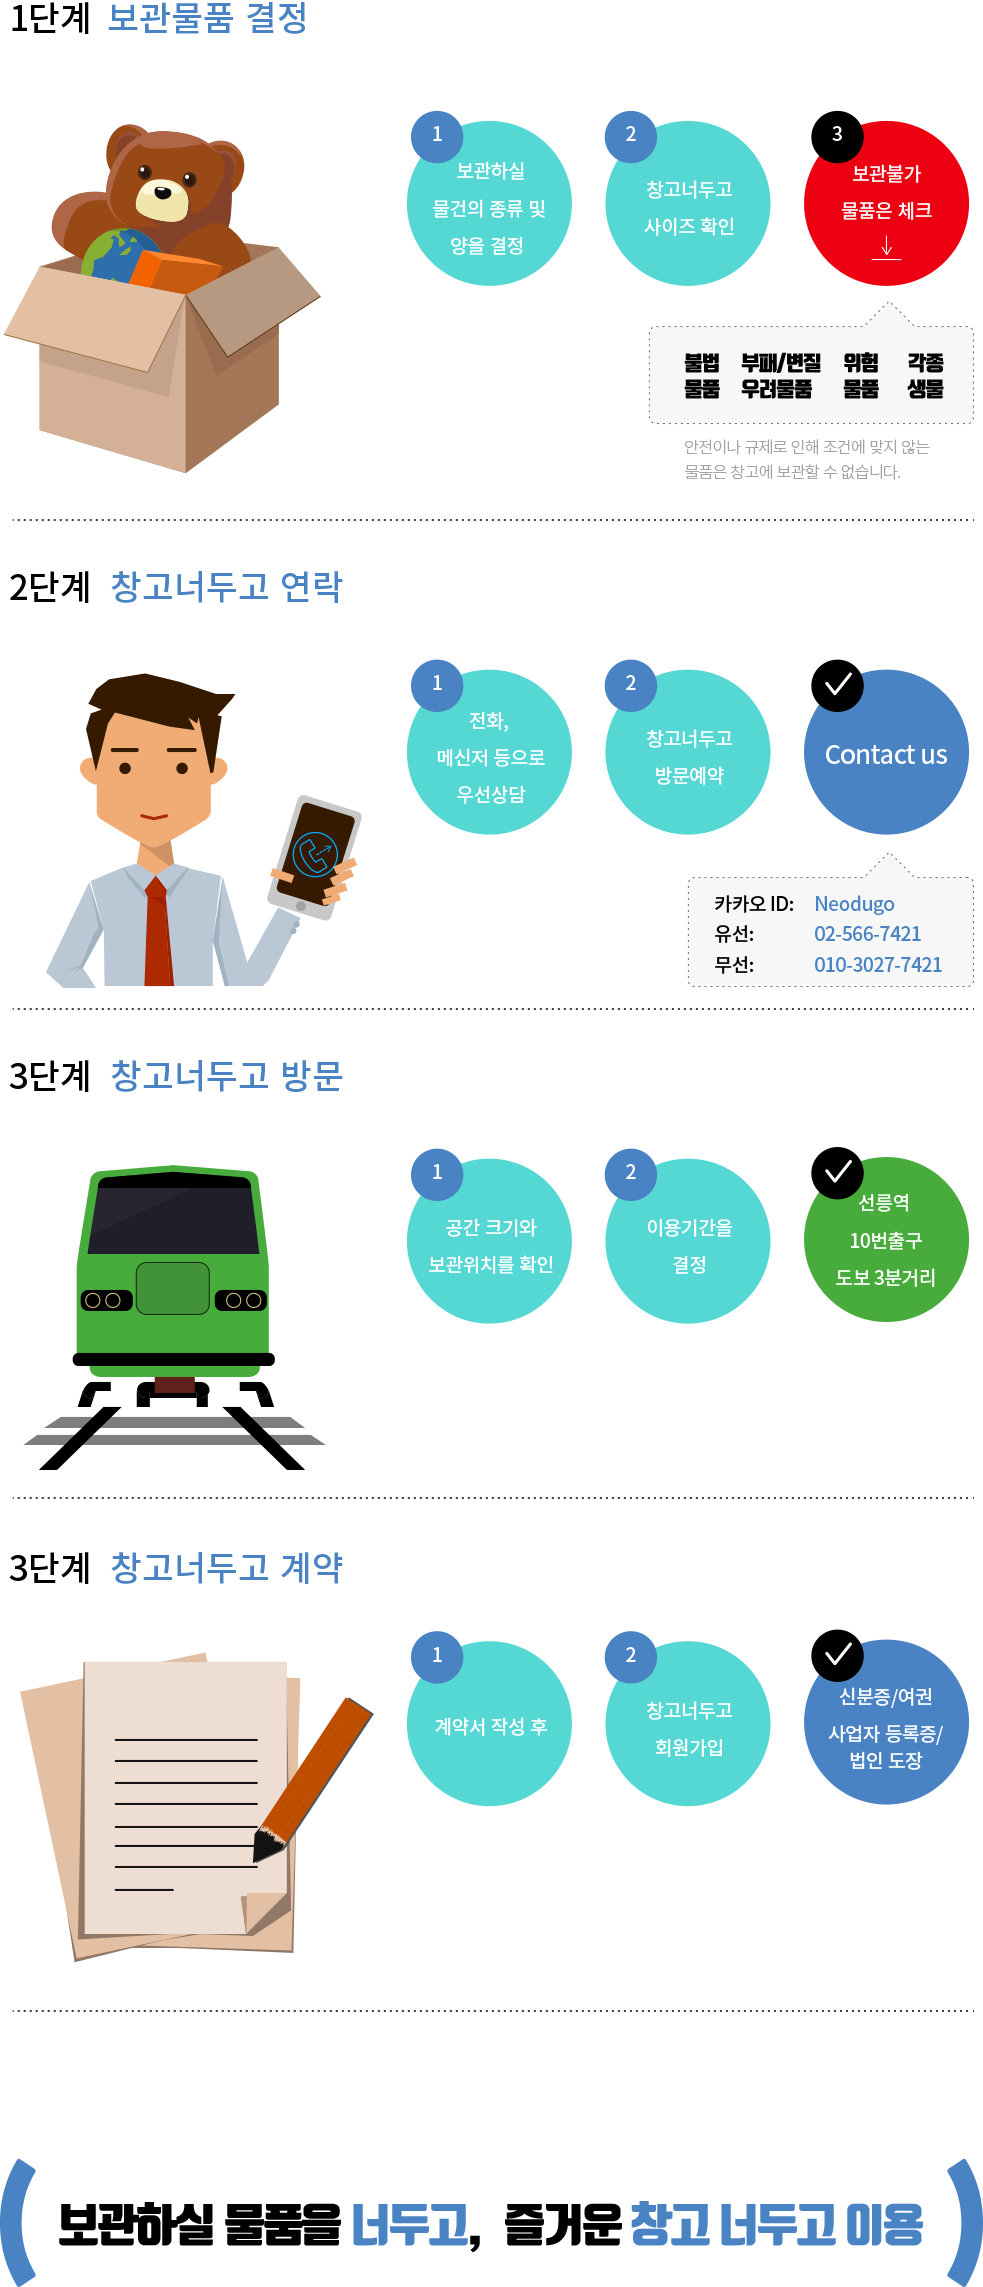 1단계 보관물품 결정
1
보관하실
물건의 종류 및
양을 결정
2
창고너두고
사이즈 확인
3
보관불가
물품은 체크
불법 부패/변질 위험 각종
물품 우려물품 물품 생물
안전이나 규제로 인해 조건에 맞지 않는
물품은 창고에 보관할 수 없습니다.
2단계 창고너두고 연락
1
전화,
메신저 등으로
우선상담
2
창고너두고
방문예약
Contact us
카카오 ID: Neodugo
유선: 02-566-7421
무선: 010-3027-7421
3단계 창고너두고 방문
1
공간 크기와
보관위치를 확인
2
이용기간을
결정
선릉역
10번출구
도보 3분거리
3단계 창고너두고 계약
1
계약서 작성 후
2
창고너두고
회원가입
신분증/여권
사업자 등록증/
법인 도장
보관하실 물품을 너두고, 즐거운 창고 너두고 이용